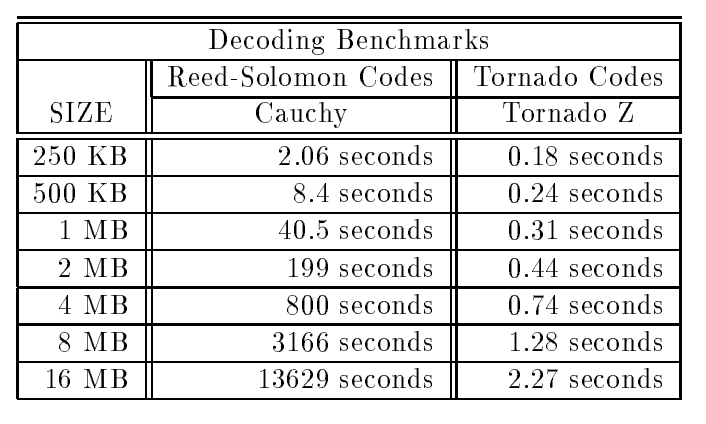 Decoding Benchmarks
Reed-Solomon Codes Tornado Codes
SIZE Cauchy Tornado Z
250 KB 2.06 seconds 0.18 seconds
500 KB 8.4 seconds 0.24 seconds
1 MB 40.5 seconds 0.31 seconds
2 MB 199 seconds 0.44 seconds
4 MB 800 seconds 0.74 seconds
8 MB 3166 seconds 1.28 seconds
16 MB 13629 seconds 2.27 seconds